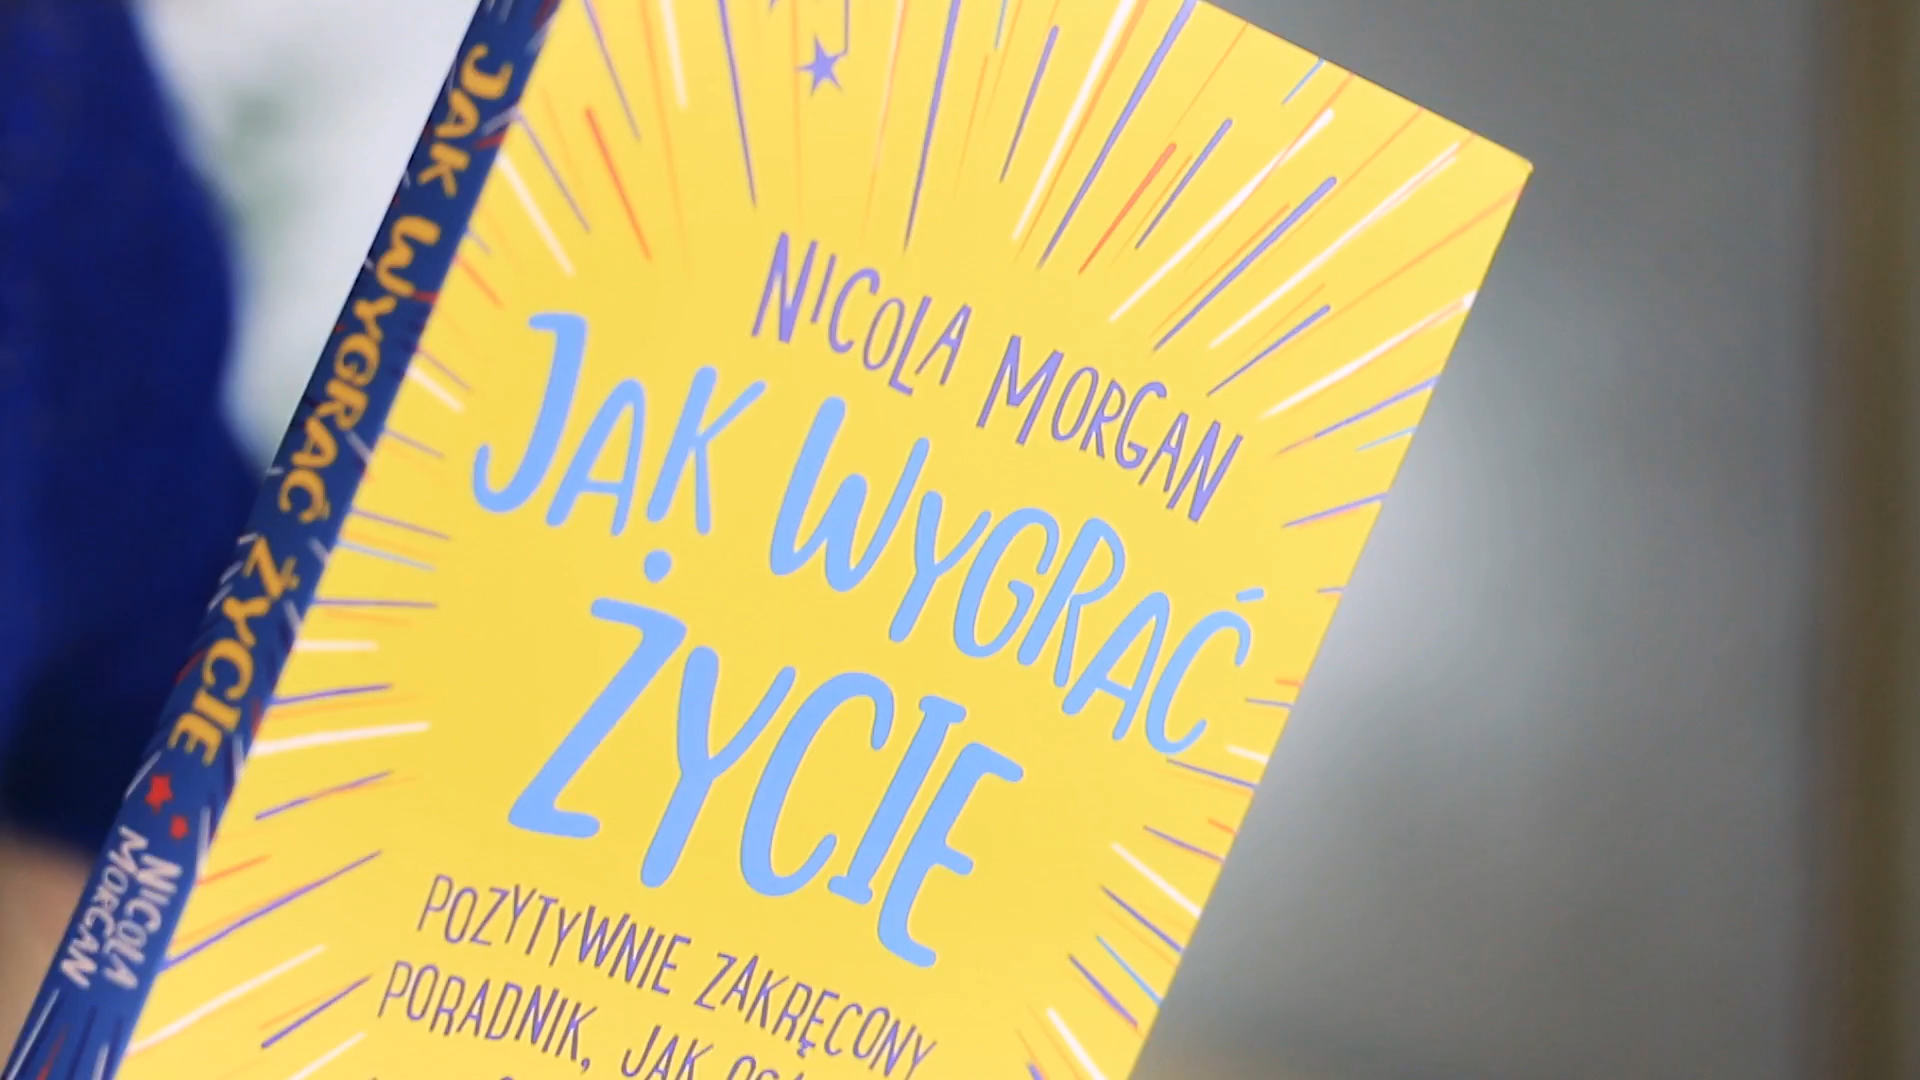 JAK WYGRAĆ ŻYCIE
NICOLA
MORGAN
NICOLA MORGAN
JAK WYGRAĆ
ŻYCIE
POZYTYWNIE ZAKRĘCONY
PORADNIK, JAK